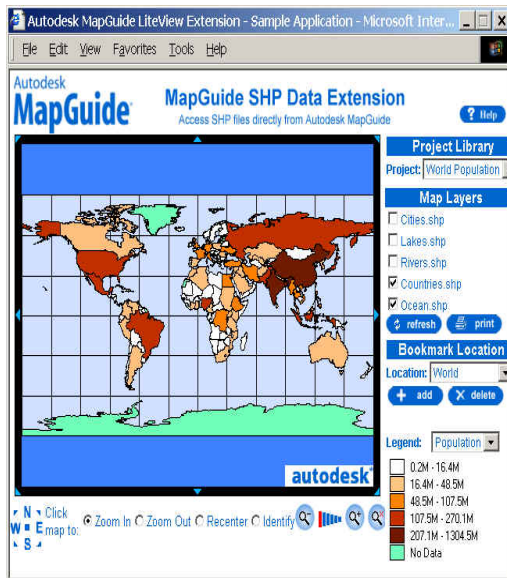 Autodesk MapGuide LiteView Extension - Sample Application - Microsoft Inter...
File Edit View Favorites Tools Help
Autodesk
MapGuide®
MapGuide SHP Data Extension
Access SHP files directly from Autodesk MapGuide
? Help
Project Library
Project: World Population
Map Layers
Cities.shp
Lakes.shp
Rivers.shp
Countries.shp
Ocean.shp
refresh print
Bookmark Location
Location: World
add delete
Legend: Population
0.2M - 16.4M
16.4M - 48.5M
48.5M - 107.5M
107.5M - 270.1M
207.1M - 1304.5M
No Data
autodesk®
N
W E
S
Click
map to:
Zoom In Zoom Out Recenter Identify